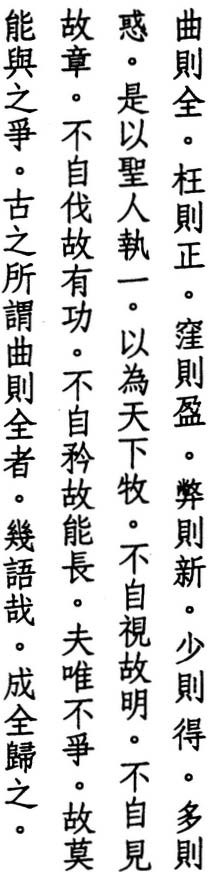 曲則全。枉則正。窪則盈。弊則新。少則得。多則
惑。是以聖人執一。以為天下牧。不自視故明。不自見
故章。不自伐故有功。不自矜故能長。夫唯不爭。故莫
能與之爭。古之所謂曲則全者。幾語哉。成全歸之。